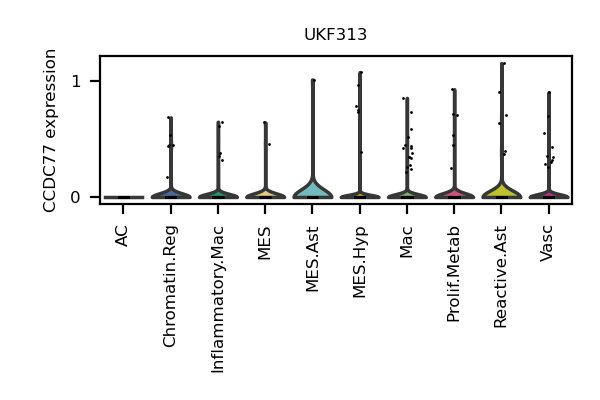 UKF313
CCDC77 expression
1
0
AC
Chromatin.Reg
Inflammatory.Mac
MES
MES.Ast
MES.Hyp
Mac
Prolif.Metab
Reactive.Ast
Vasc